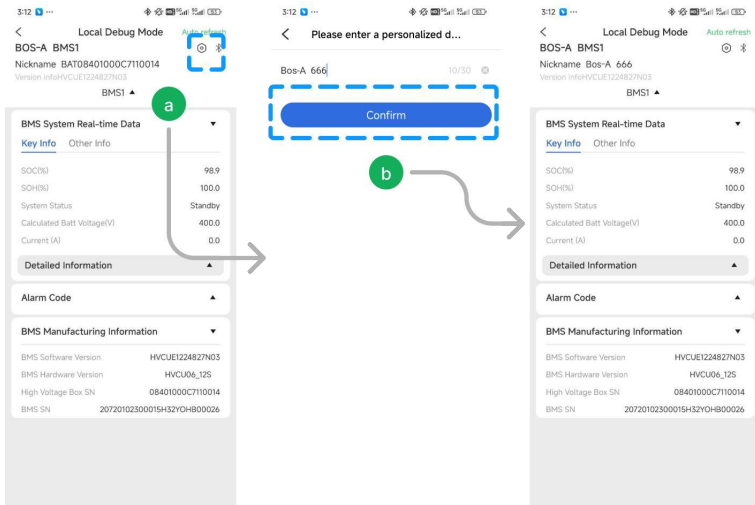 3:12
Local Debug Mode Auto refresh
BOS-A BMS1
Nickname BAT08401000C7110014
Version infoHVCUE1224827N03
BMS1 ▲
a
BMS System Real-time Data ▼
Key Info Other Info
SOC(%) 98.9
SOH(%) 100.0
System Status Standby
Calculated Batt Voltage(V) 400.0
Current (A) 0.0
Detailed Information ▲
Alarm Code ▲
BMS Manufacturing Information ▼
BMS Software Version HVCUE1224827N03
BMS Hardware Version HVCU06_12S
High Voltage Box SN 08401000C7110014
BMS SN 20720102300015H32YOHB00026
3:12
Please enter a personalized d...
Bos-A 666 10/30
Confirm
b
3:12
Local Debug Mode Auto refresh
BOS-A BMS1
Nickname Bos-A 666
Version infoHVCUE1224827N03
BMS1 ▲
BMS System Real-time Data ▼
Key Info Other Info
SOC(%) 98.9
SOH(%) 100.0
System Status Standby
Calculated Batt Voltage(V) 400.0
Current (A) 0.0
Detailed Information ▲
Alarm Code ▲
BMS Manufacturing Information ▼
BMS Software Version HVCUE1224827N03
BMS Hardware Version HVCU06_12S
High Voltage Box SN 08401000C7110014
BMS SN 20720102300015H32YOHB00026